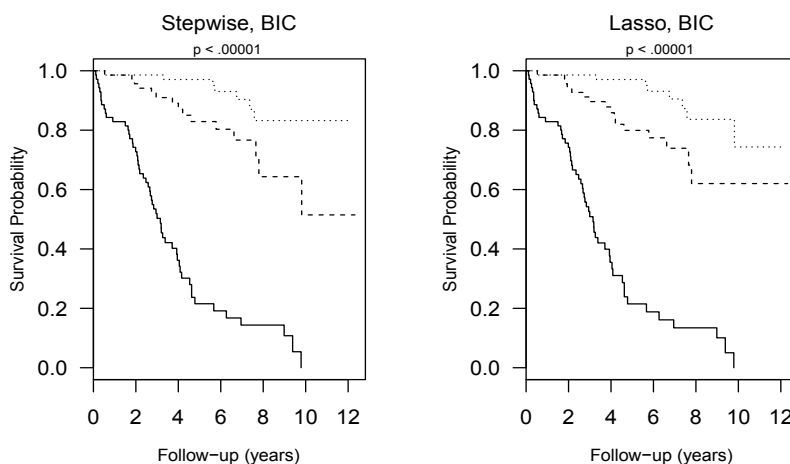 Stepwise, BIC
p < .00001
Survival Probability
1.0
0.8
0.6
0.4
0.2
0.0
0 2 4 6 8 10 12
Follow−up (years)
Lasso, BIC
p < .00001
Survival Probability
1.0
0.8
0.6
0.4
0.2
0.0
0 2 4 6 8 10 12
Follow−up (years)